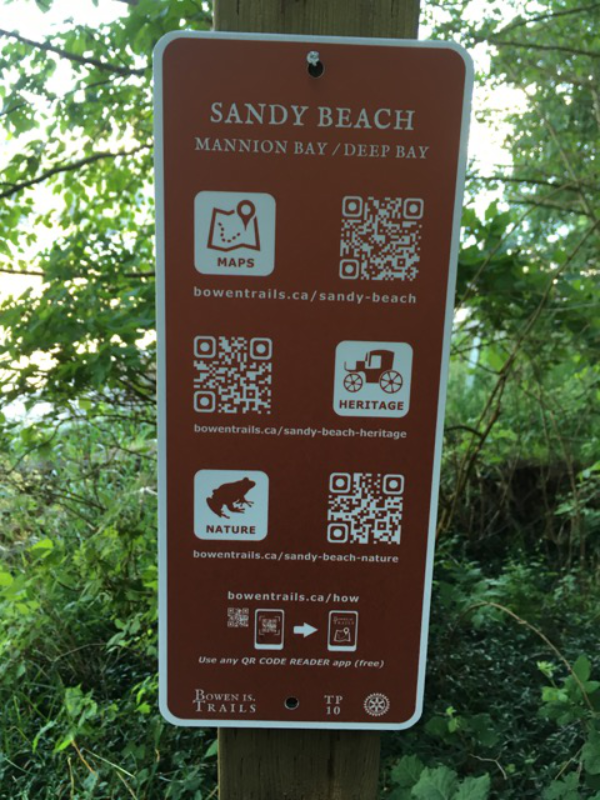 SANDY BEACH
MANNION BAY / DEEP BAY
MAPS
bowentrails.ca/sandy-beach
HERITAGE
bowentrails.ca/sandy-beach-heritage
NATURE
bowentrails.ca/sandy-beach-nature
bowentrails.ca/how
Use any QR CODE READER app (free)
BOWEN IS.
TRAILS
TP
10